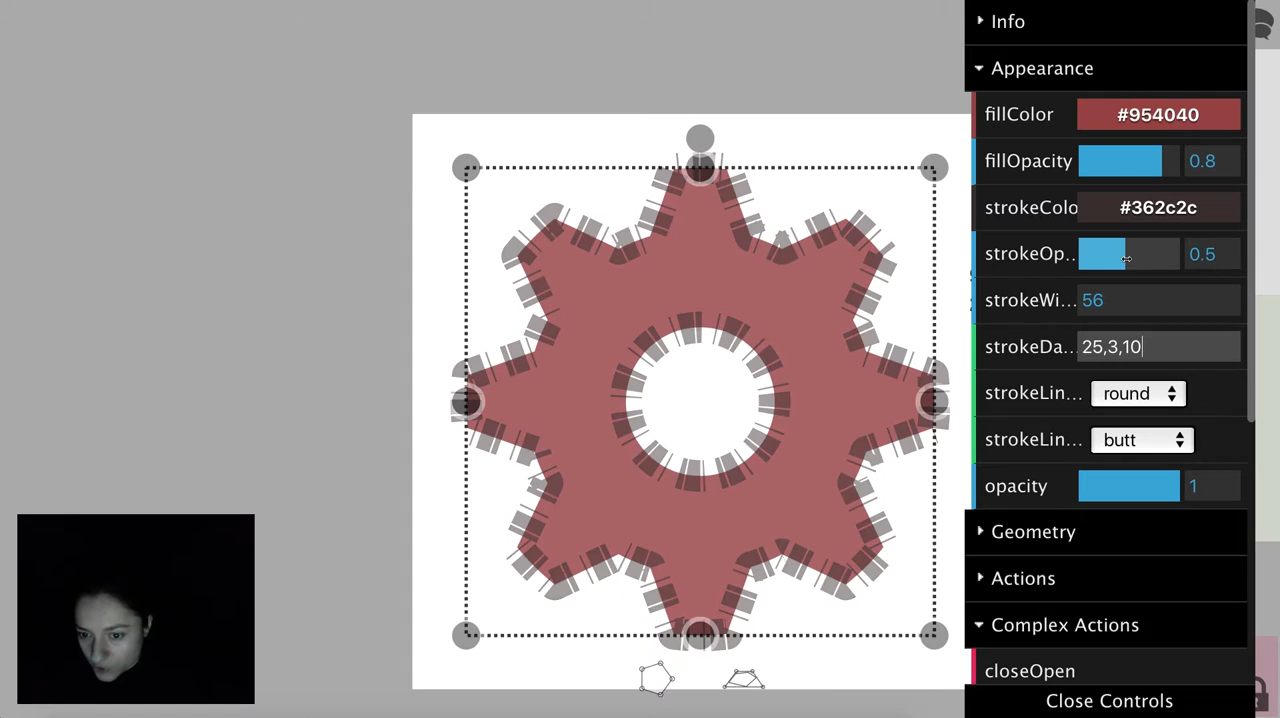 Info
Appearance
fillColor #954040
fillOpacity 0.8
strokeColo #362c2c
strokeOp... 0.5
strokeWi... 56
strokeDa... 25,3,10
strokeLin... round
strokeLin... butt
opacity 1
Geometry
Actions
Complex Actions
closeOpen
Close Controls